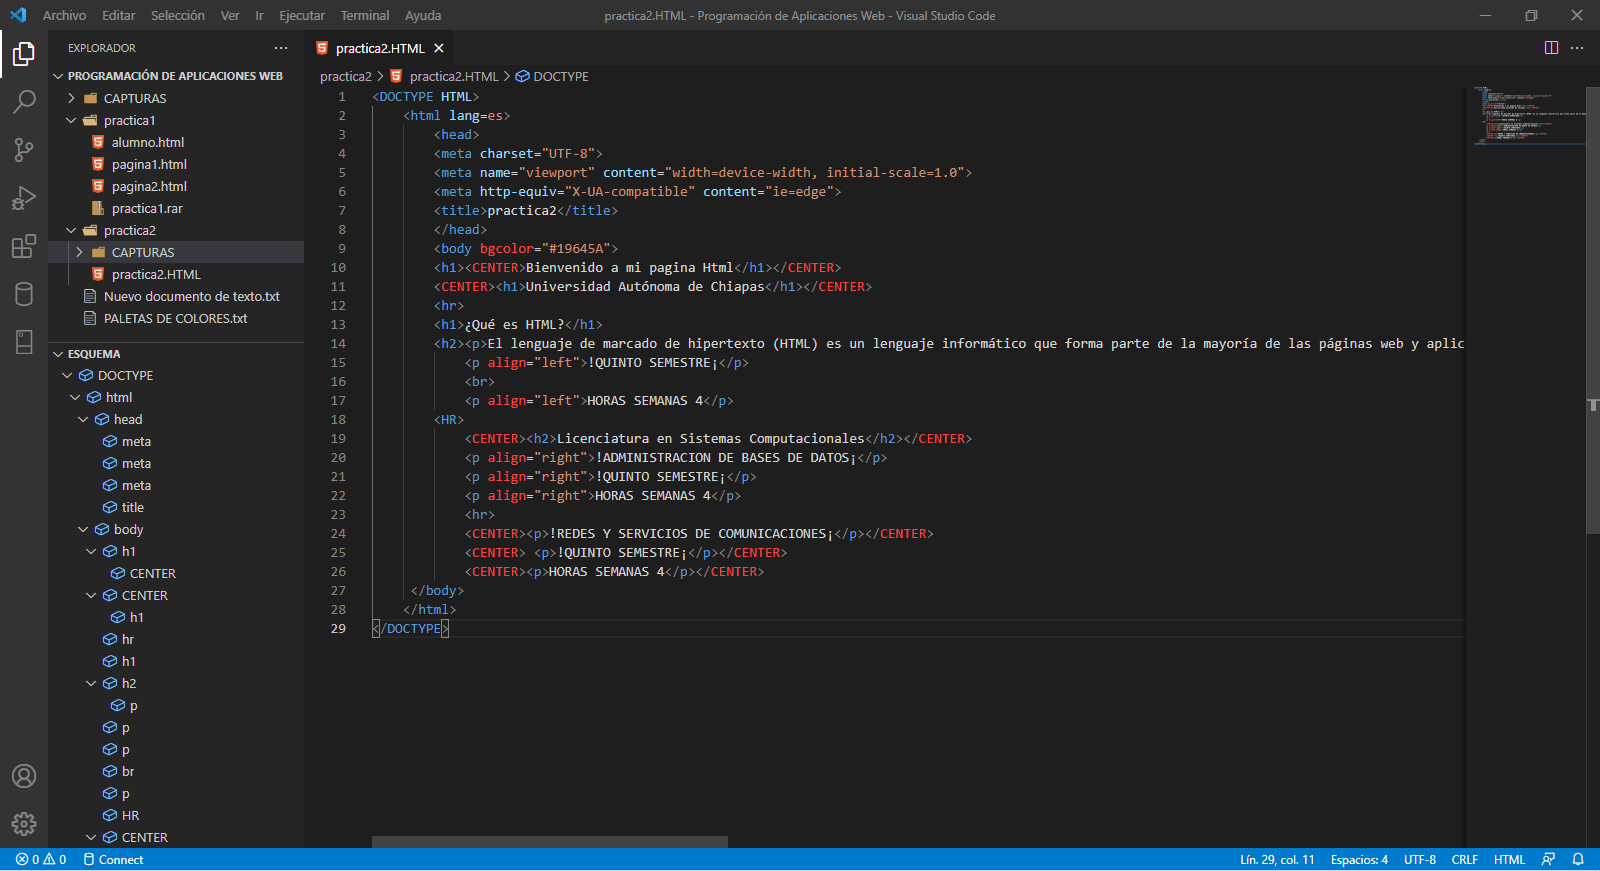 Archivo Editar Selección Ver Ir Ejecutar Terminal Ayuda
practica2.HTML - Programación de Aplicaciones Web - Visual Studio Code
EXPLORADOR
PROGRAMACIÓN DE APLICACIONES WEB
CAPTURAS
practica1
alumno.html
pagina1.html
pagina2.html
practica1.rar
practica2
CAPTURAS
practica2.HTML
Nuevo documento de texto.txt
PALETAS DE COLORES.txt
ESQUEMA
DOCTYPE
html
head
meta
meta
meta
title
body
h1
CENTER
CENTER
h1
hr
h1
h2
p
p
p
br
p
HR
CENTER
practica2.HTML
practica2 > practica2.HTML > DOCTYPE
1 <DOCTYPE HTML>
2 <html lang=es>
3 <head>
4 <meta charset="UTF-8">
5 <meta name="viewport" content="width=device-width, initial-scale=1.0">
6 <meta http-equiv="X-UA-compatible" content="ie=edge">
7 <title>practica2</title>
8 </head>
9 <body bgcolor="#19645A">
10 <h1><CENTER>Bienvenido a mi pagina Html</h1></CENTER>
11 <CENTER><h1>Universidad Autónoma de Chiapas</h1></CENTER>
12 <hr>
13 <h1>¿Qué es HTML?</h1>
14 <h2><p>El lenguaje de marcado de hipertexto (HTML) es un lenguaje informático que forma parte de la mayoría de las páginas web y aplic
15 <p align="left">!QUINTO SEMESTRE¡</p>
16 <br>
17 <p align="left">HORAS SEMANAS 4</p>
18 <HR>
19 <CENTER><h2>Licenciatura en Sistemas Computacionales</h2></CENTER>
20 <p align="right">!ADMINISTRACION DE BASES DE DATOS¡</p>
21 <p align="right">!QUINTO SEMESTRE¡</p>
22 <p align="right">HORAS SEMANAS 4</p>
23 <hr>
24 <CENTER><p>!REDES Y SERVICIOS DE COMUNICACIONES¡</p></CENTER>
25 <CENTER> <p>!QUINTO SEMESTRE¡</p></CENTER>
26 <CENTER><p>HORAS SEMANAS 4</p></CENTER>
27 </body>
28 </html>
29 </DOCTYPE>
0 0 Connect
Lín. 29, col. 11 Espacios: 4 UTF-8 CRLF HTML